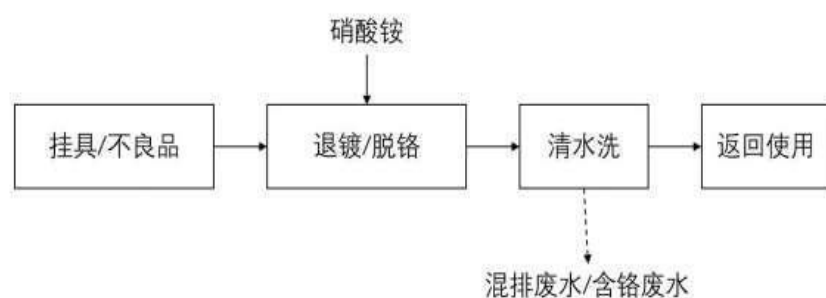 硝酸铵
挂具/不良品
退镀/脱铬
清水洗
返回使用
混排废水/含铬废水